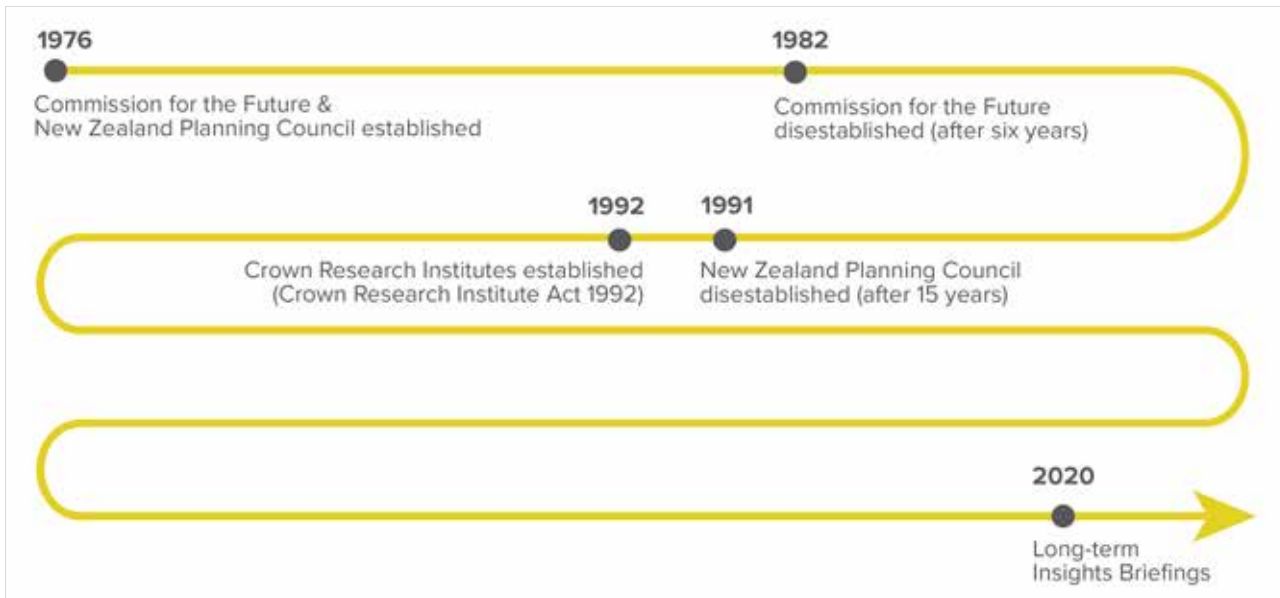 1976
Commission for the Future &
New Zealand Planning Council established
1982
Commission for the Future
disestablished (after six years)
1991
New Zealand Planning Council
disestablished (after 15 years)
1992
Crown Research Institutes established
(Crown Research Institute Act 1992)
2020
Long-term
Insights Briefings